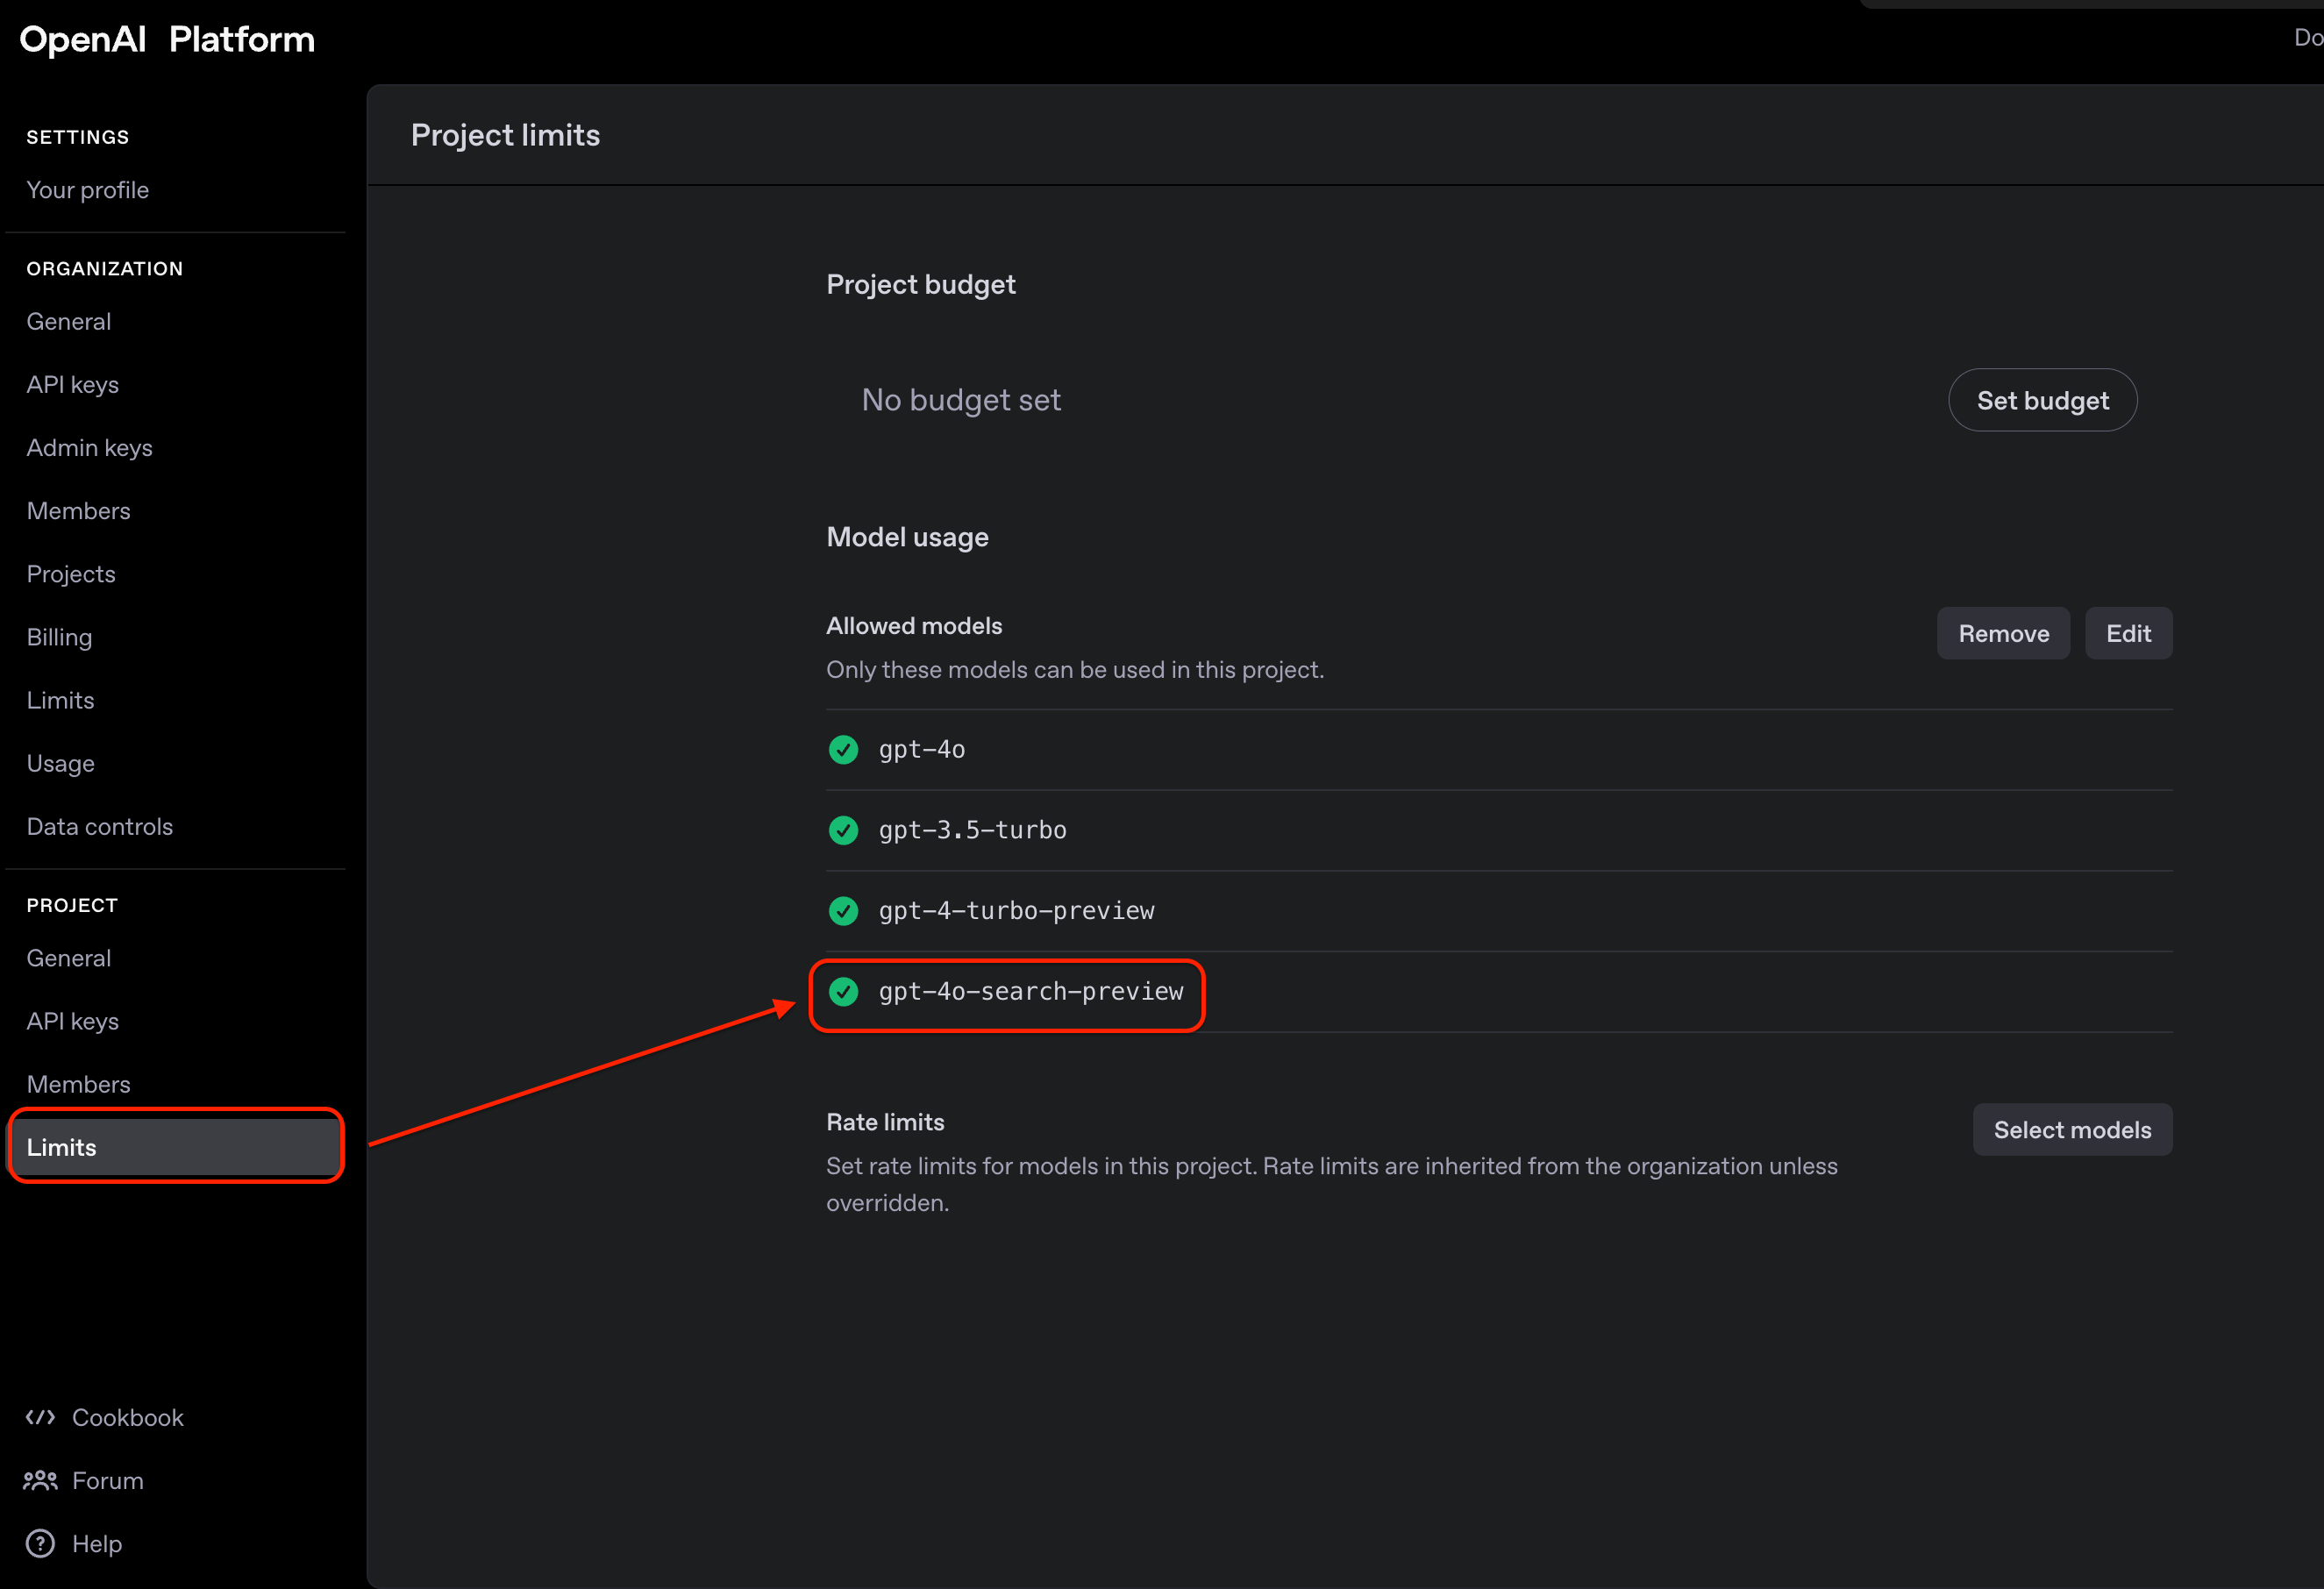 OpenAI Platform
SETTINGS
Your profile
ORGANIZATION
General
API keys
Admin keys
Members
Projects
Billing
Limits
Usage
Data controls
PROJECT
General
API keys
Members
Limits
Cookbook
Forum
Help
Project limits
Project budget
No budget set
Set budget
Model usage
Allowed models
Remove
Edit
Only these models can be used in this project.
gpt-4o
gpt-3.5-turbo
gpt-4-turbo-preview
gpt-4o-search-preview
Rate limits
Select models
Set rate limits for models in this project. Rate limits are inherited from the organization unless
overridden.